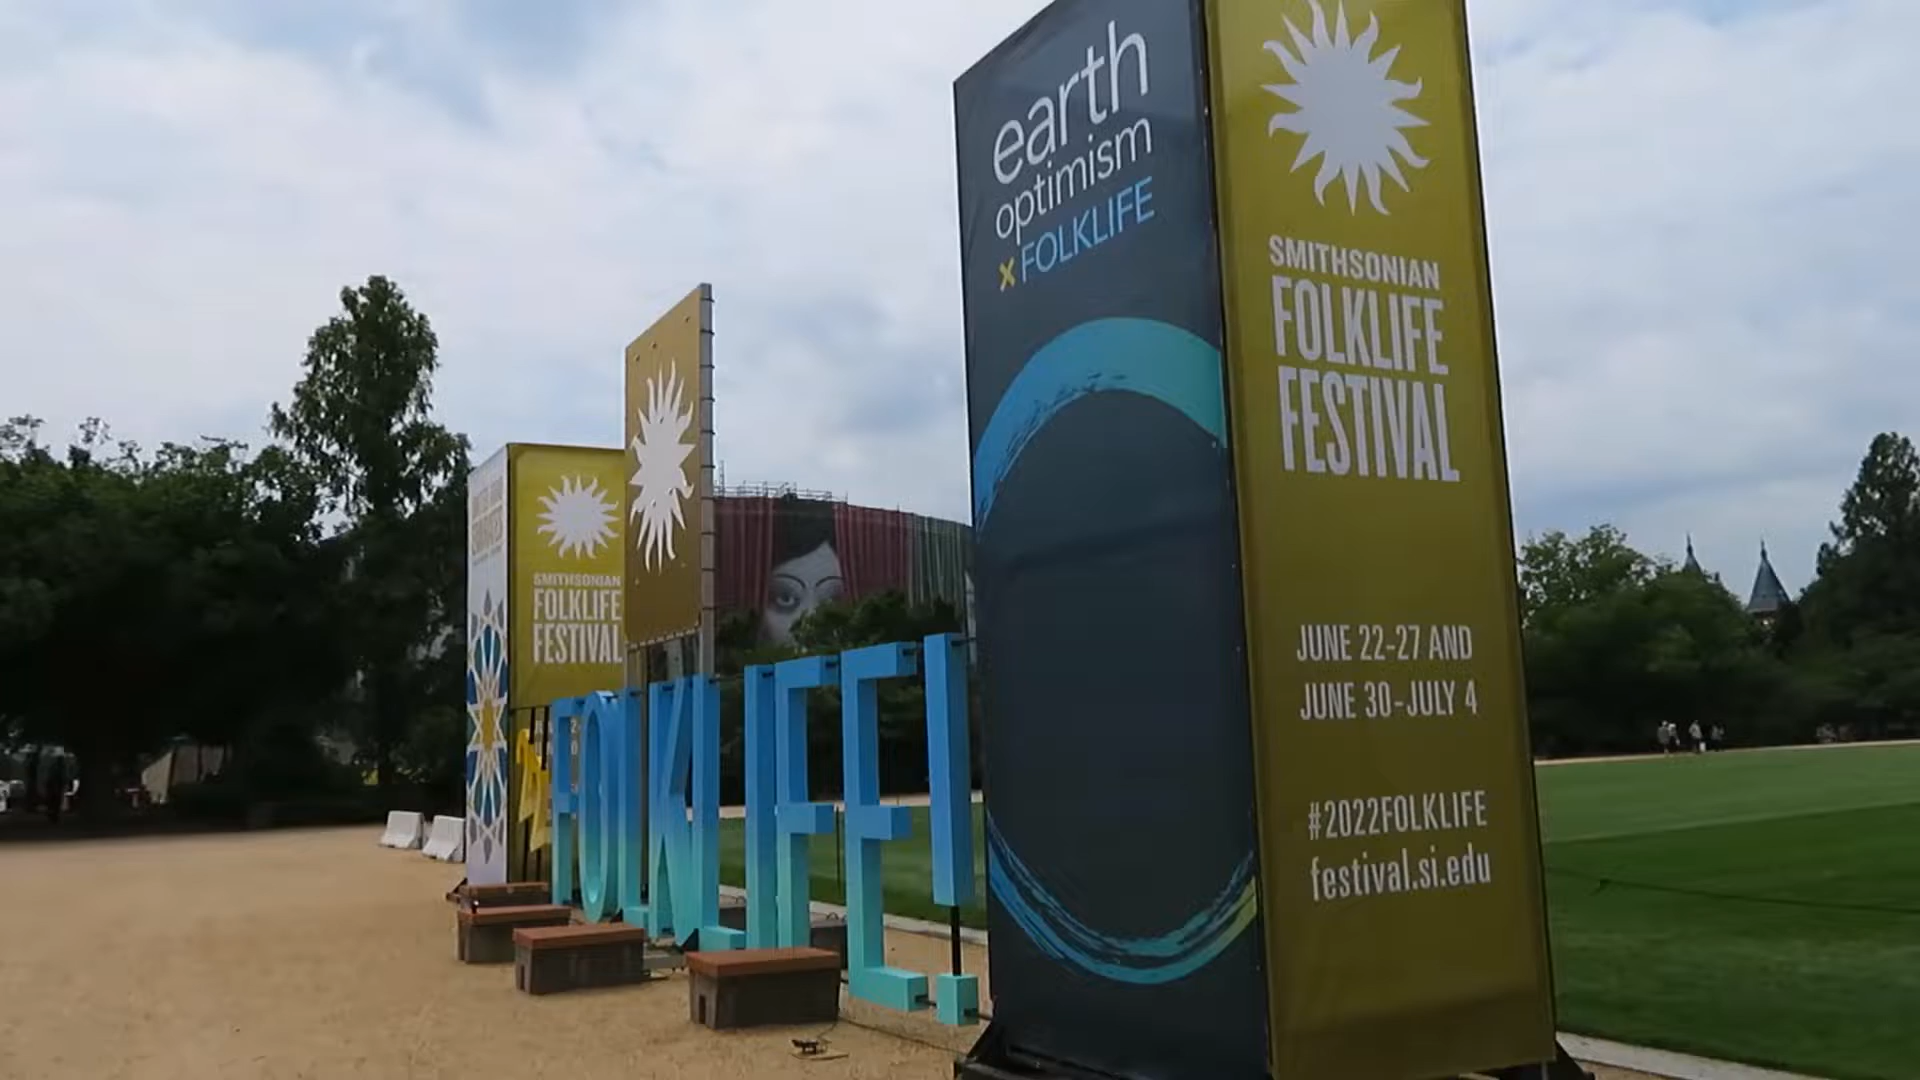 earth
optimism
x FOLKLIFE
SMITHSONIAN
FOLKLIFE
FESTIVAL
JUNE 22-27 AND
JUNE 30-JULY 4
#2022FOLKLIFE
festival.si.edu
SMITHSONIAN
FOLKLIFE
FESTIVAL
FOLKLIFE!